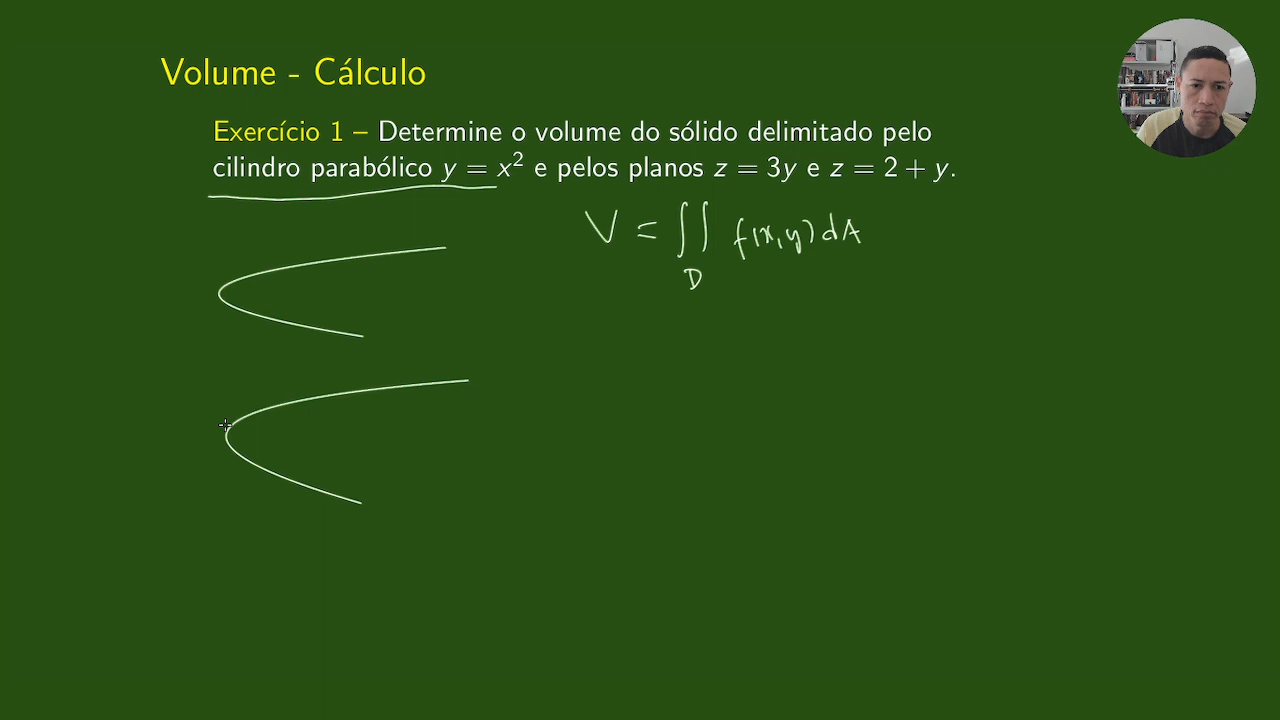 Volume - Cálculo
Exercício 1 – Determine o volume do sólido delimitado pelo
cilindro parabólico y = x² e pelos planos z = 3y e z = 2 + y.
V = ∬ f(x,y) dA
D